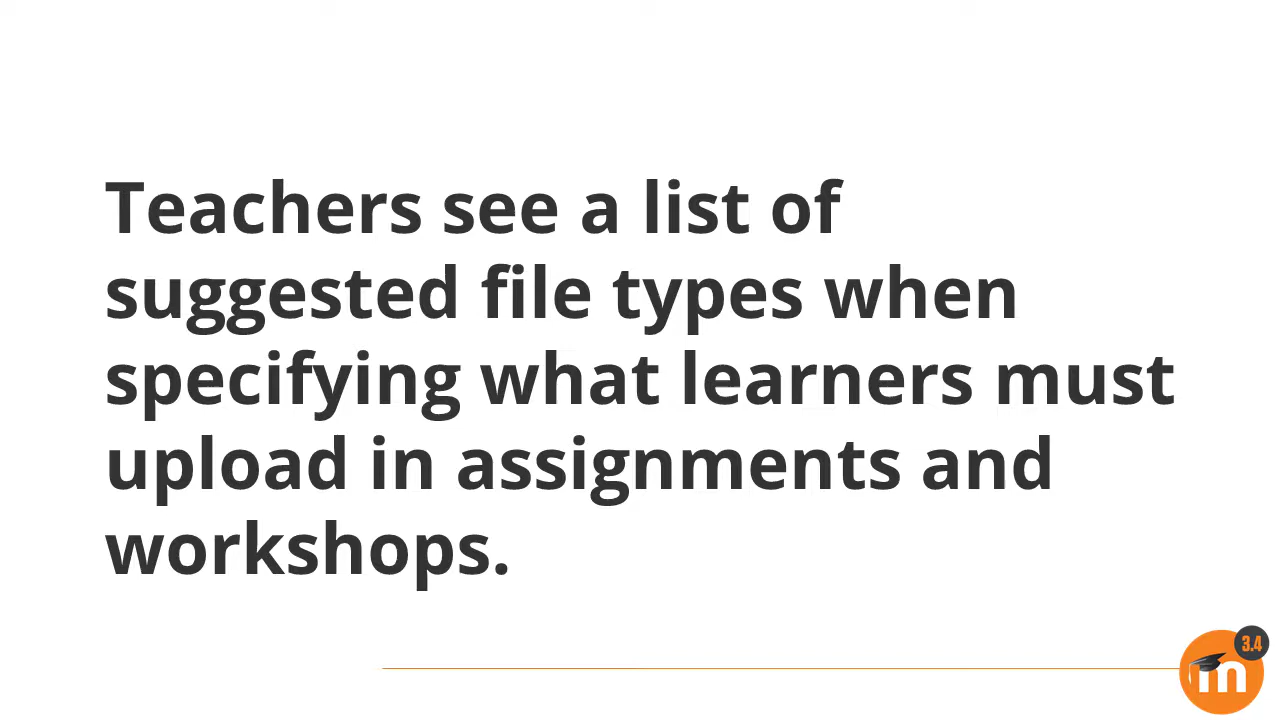 Teachers see a list of
suggested file types when
specifying what learners must
upload in assignments and
workshops.
3.4
m